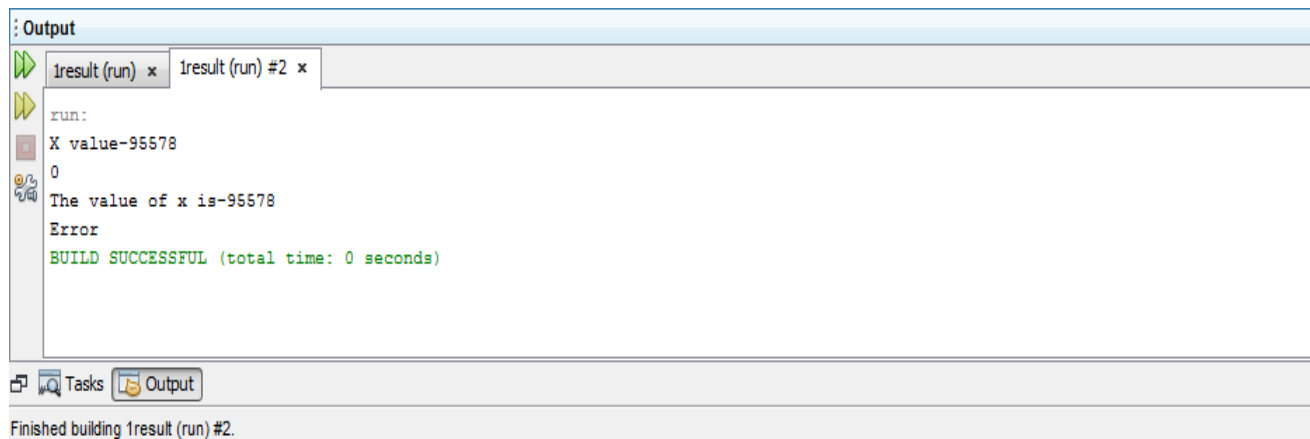 Output
1result (run) x 1result (run) #2 x
run:
X value-95578
0
The value of x is-95578
Error
BUILD SUCCESSFUL (total time: 0 seconds)
Tasks Output
Finished building 1result (run) #2.